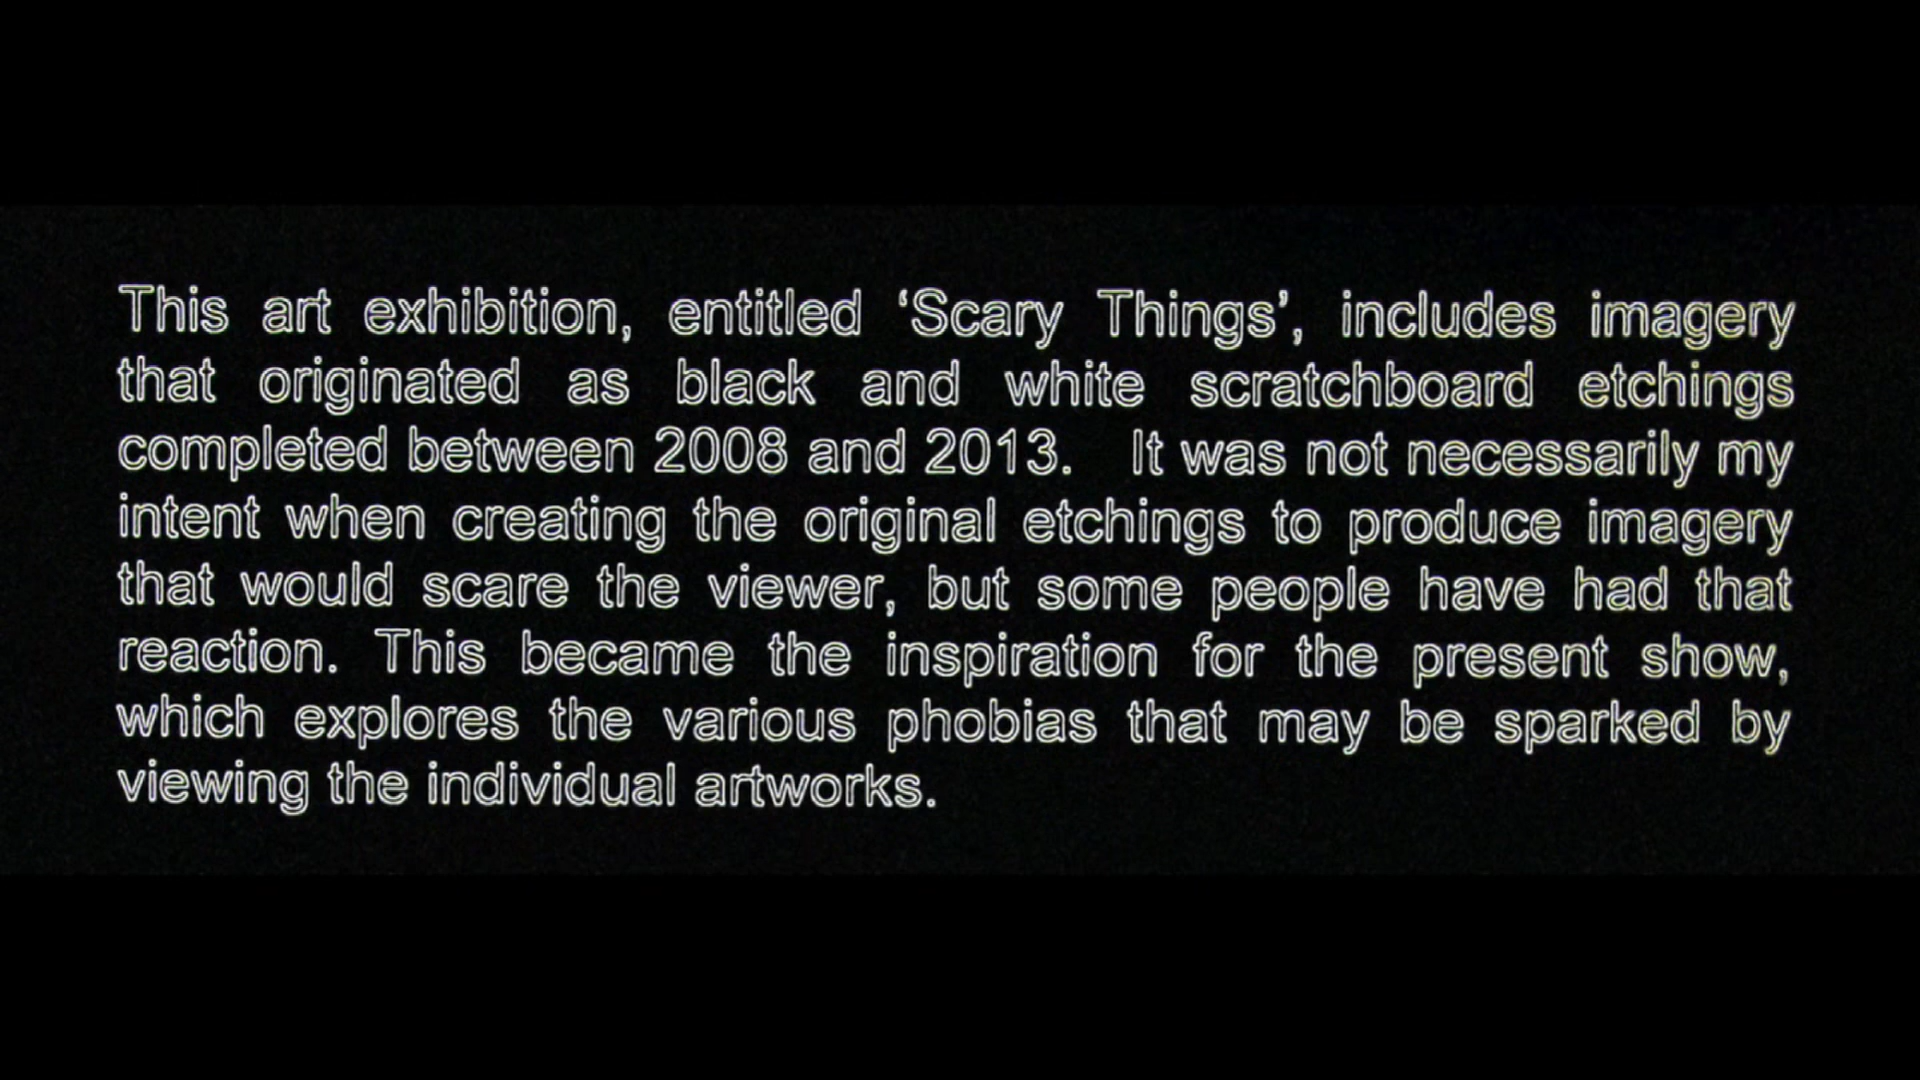 This art exhibition, entitled ‘Scary Things’, includes imagery
that originated as black and white scratchboard etchings
completed between 2008 and 2013. It was not necessarily my
intent when creating the original etchings to produce imagery
that would scare the viewer, but some people have had that
reaction. This became the inspiration for the present show,
which explores the various phobias that may be sparked by
viewing the individual artworks.